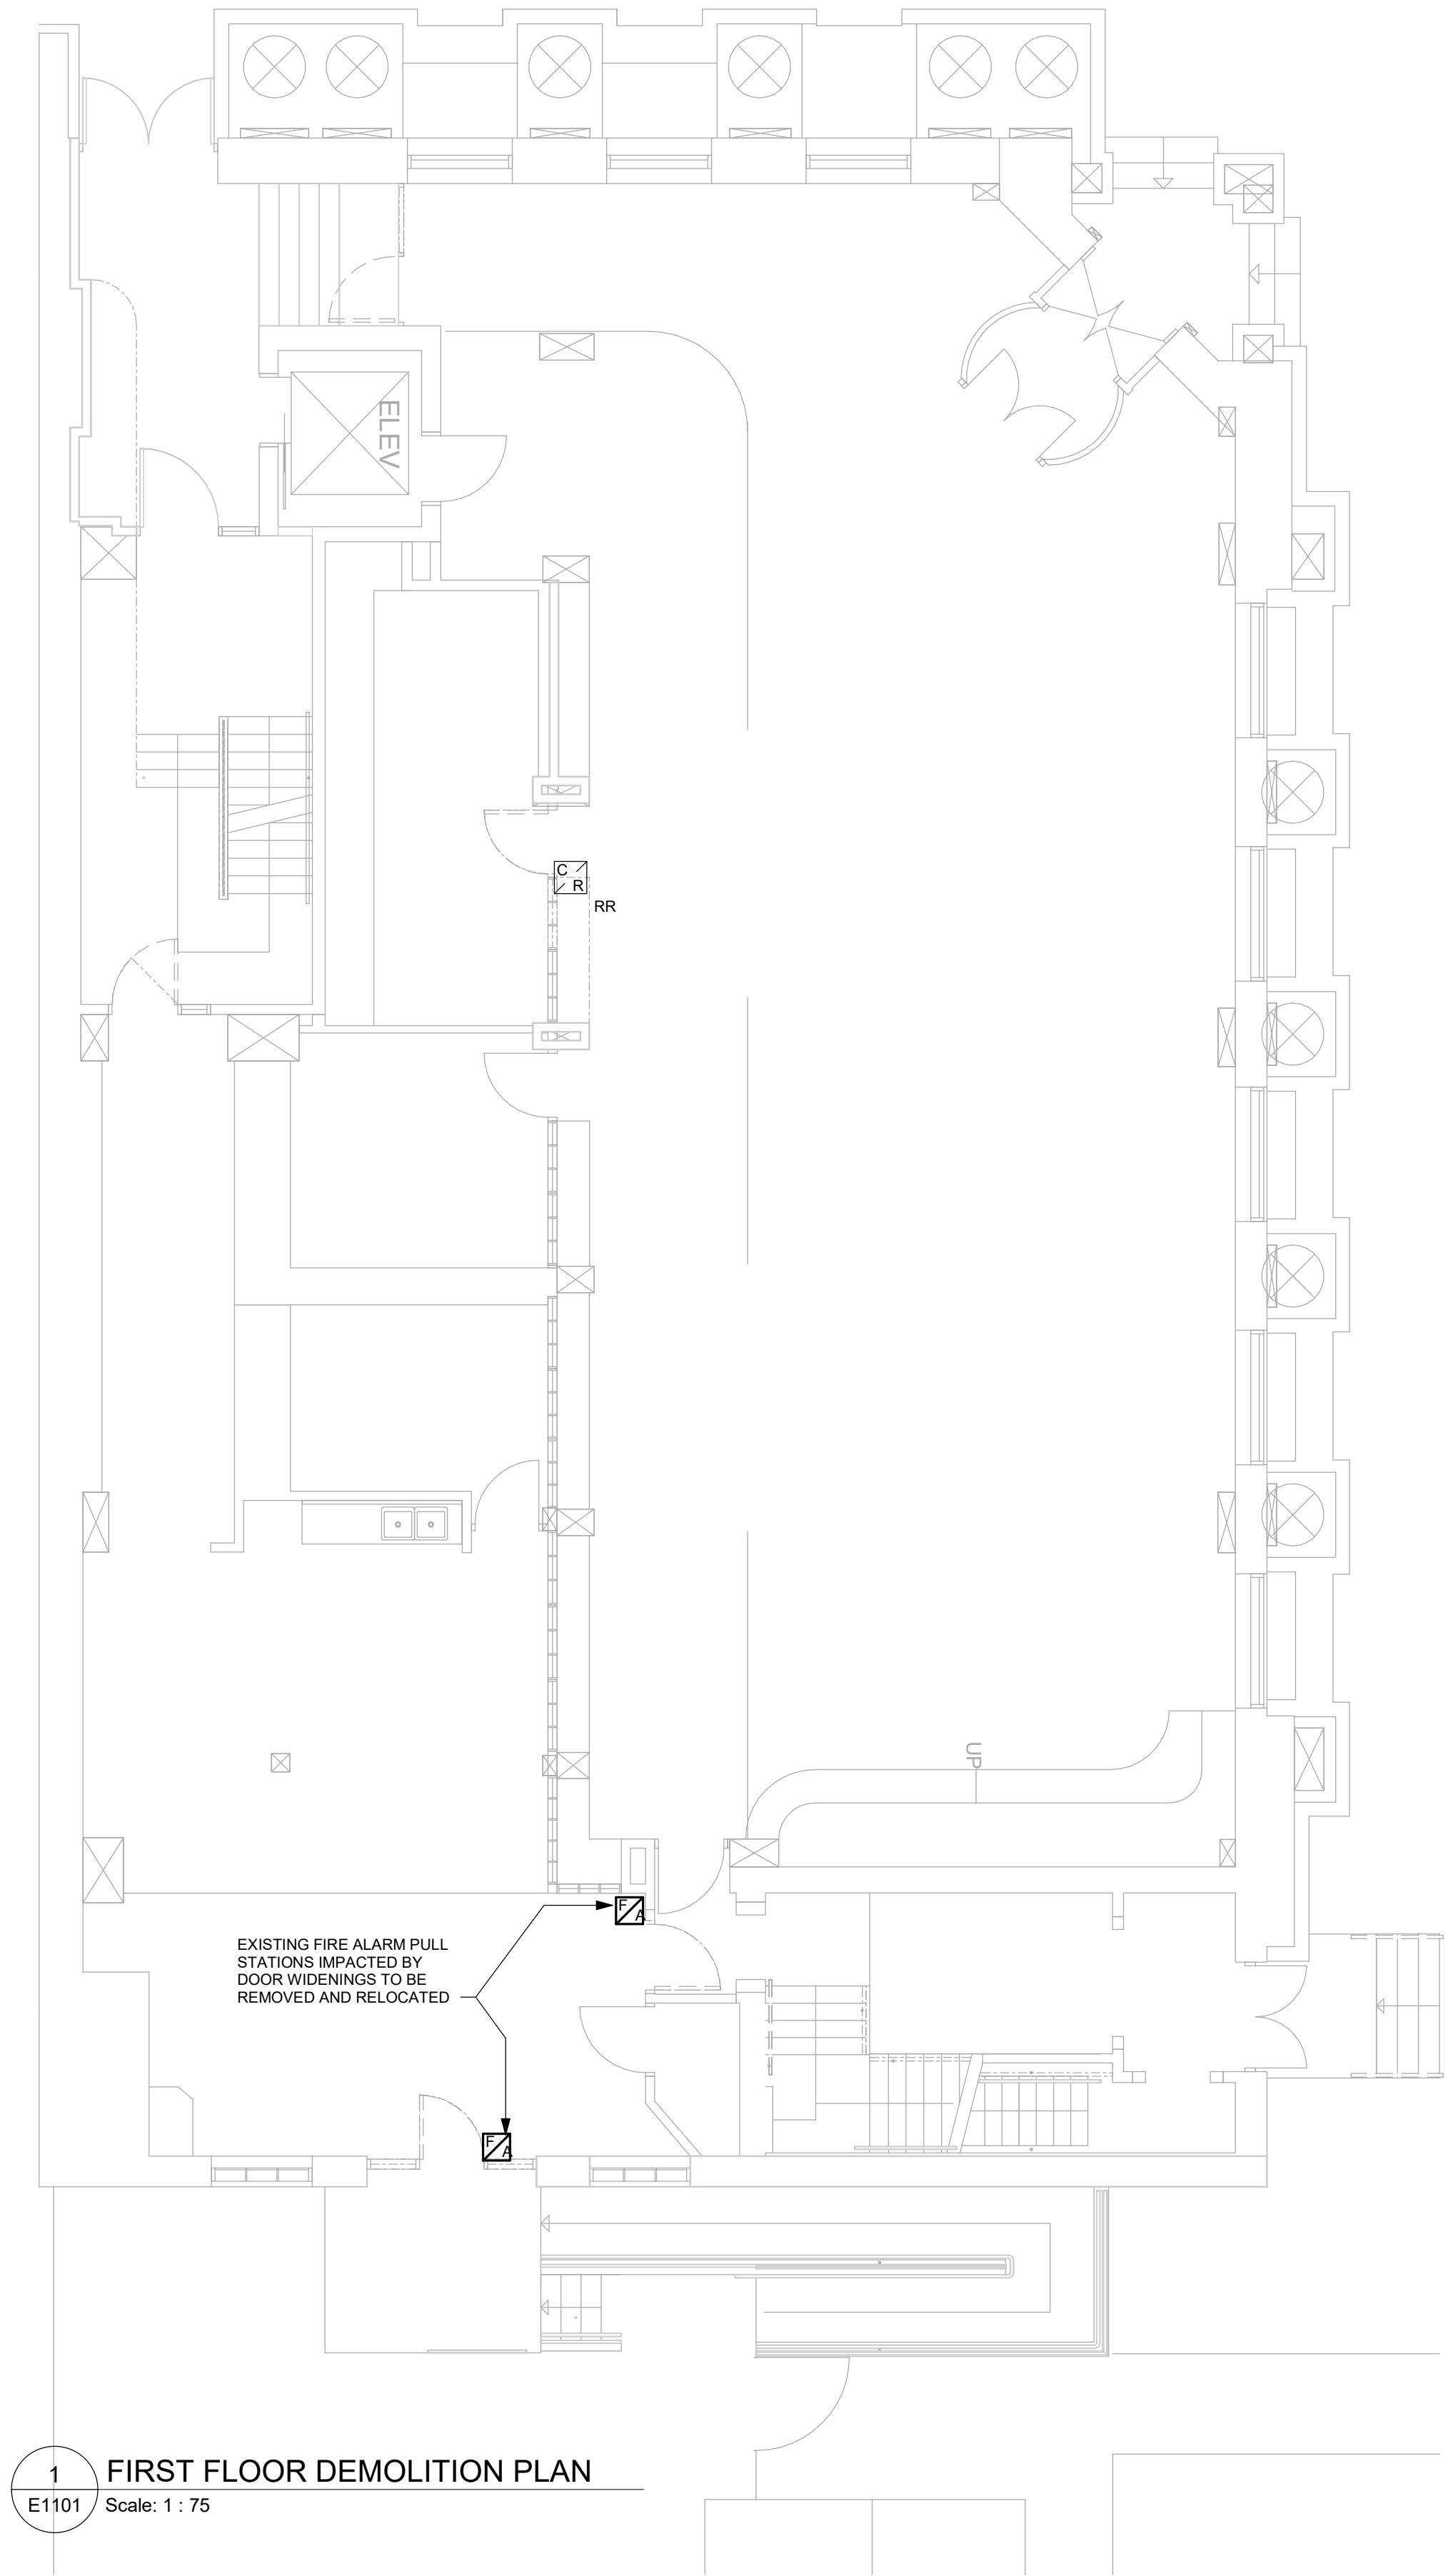 ELEV
C
R
RR
UP
F
A
EXISTING FIRE ALARM PULL
STATIONS IMPACTED BY
DOOR WIDENINGS TO BE
REMOVED AND RELOCATED
F
A
1
E1101
FIRST FLOOR DEMOLITION PLAN
Scale: 1 : 75